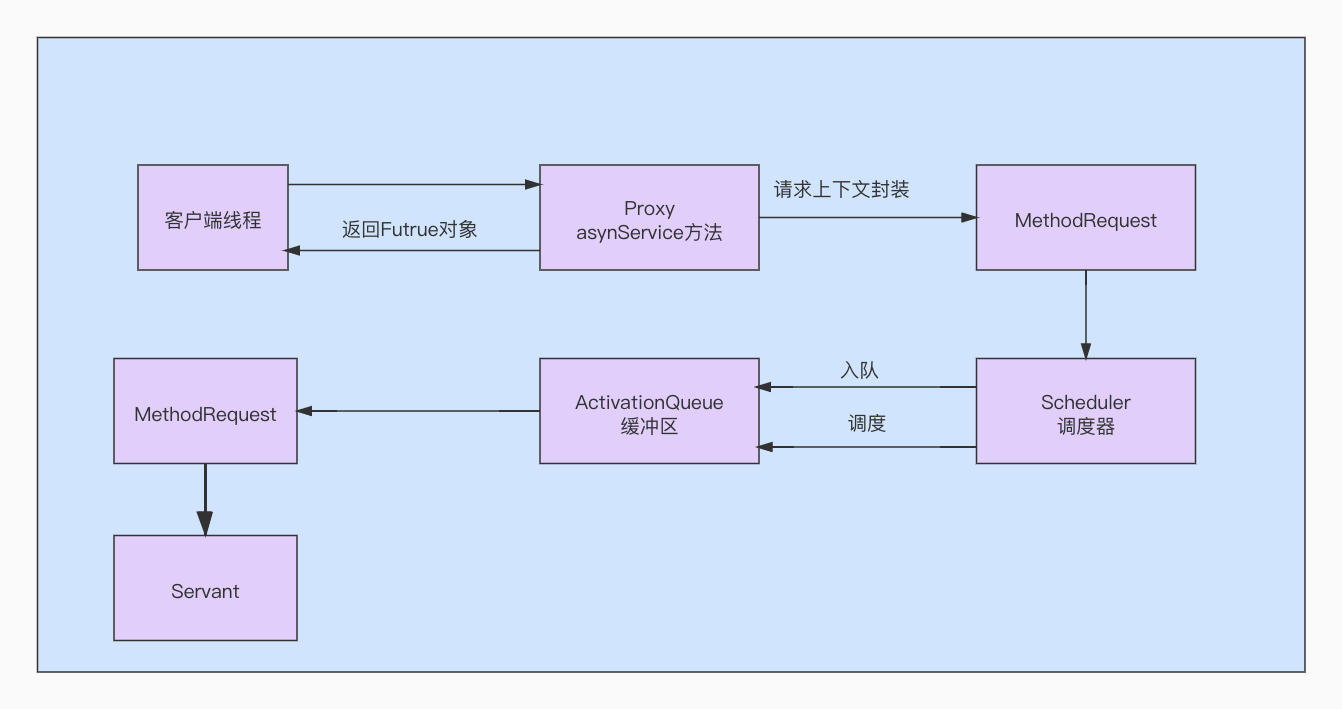 客户端线程
返回Futrue对象
Proxy
asynService方法
请求上下文封装
MethodRequest
MethodRequest
ActivationQueue
缓冲区
入队
调度
Scheduler
调度器
Servant